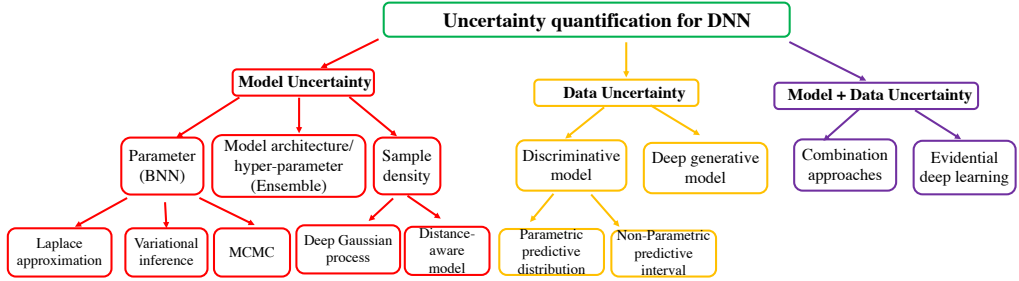 Uncertainty quantification for DNN
Model Uncertainty
Data Uncertainty
Model + Data Uncertainty
Parameter
(BNN)
Model architecture/
hyper-parameter
(Ensemble)
Sample
density
Discriminative
model
Deep generative
model
Combination
approaches
Evidential
deep learning
Laplace
approximation
Variational
inference
MCMC
Deep Gaussian
process
Distance-
aware model
Parametric
predictive
distribution
Non-Parametric
predictive
interval